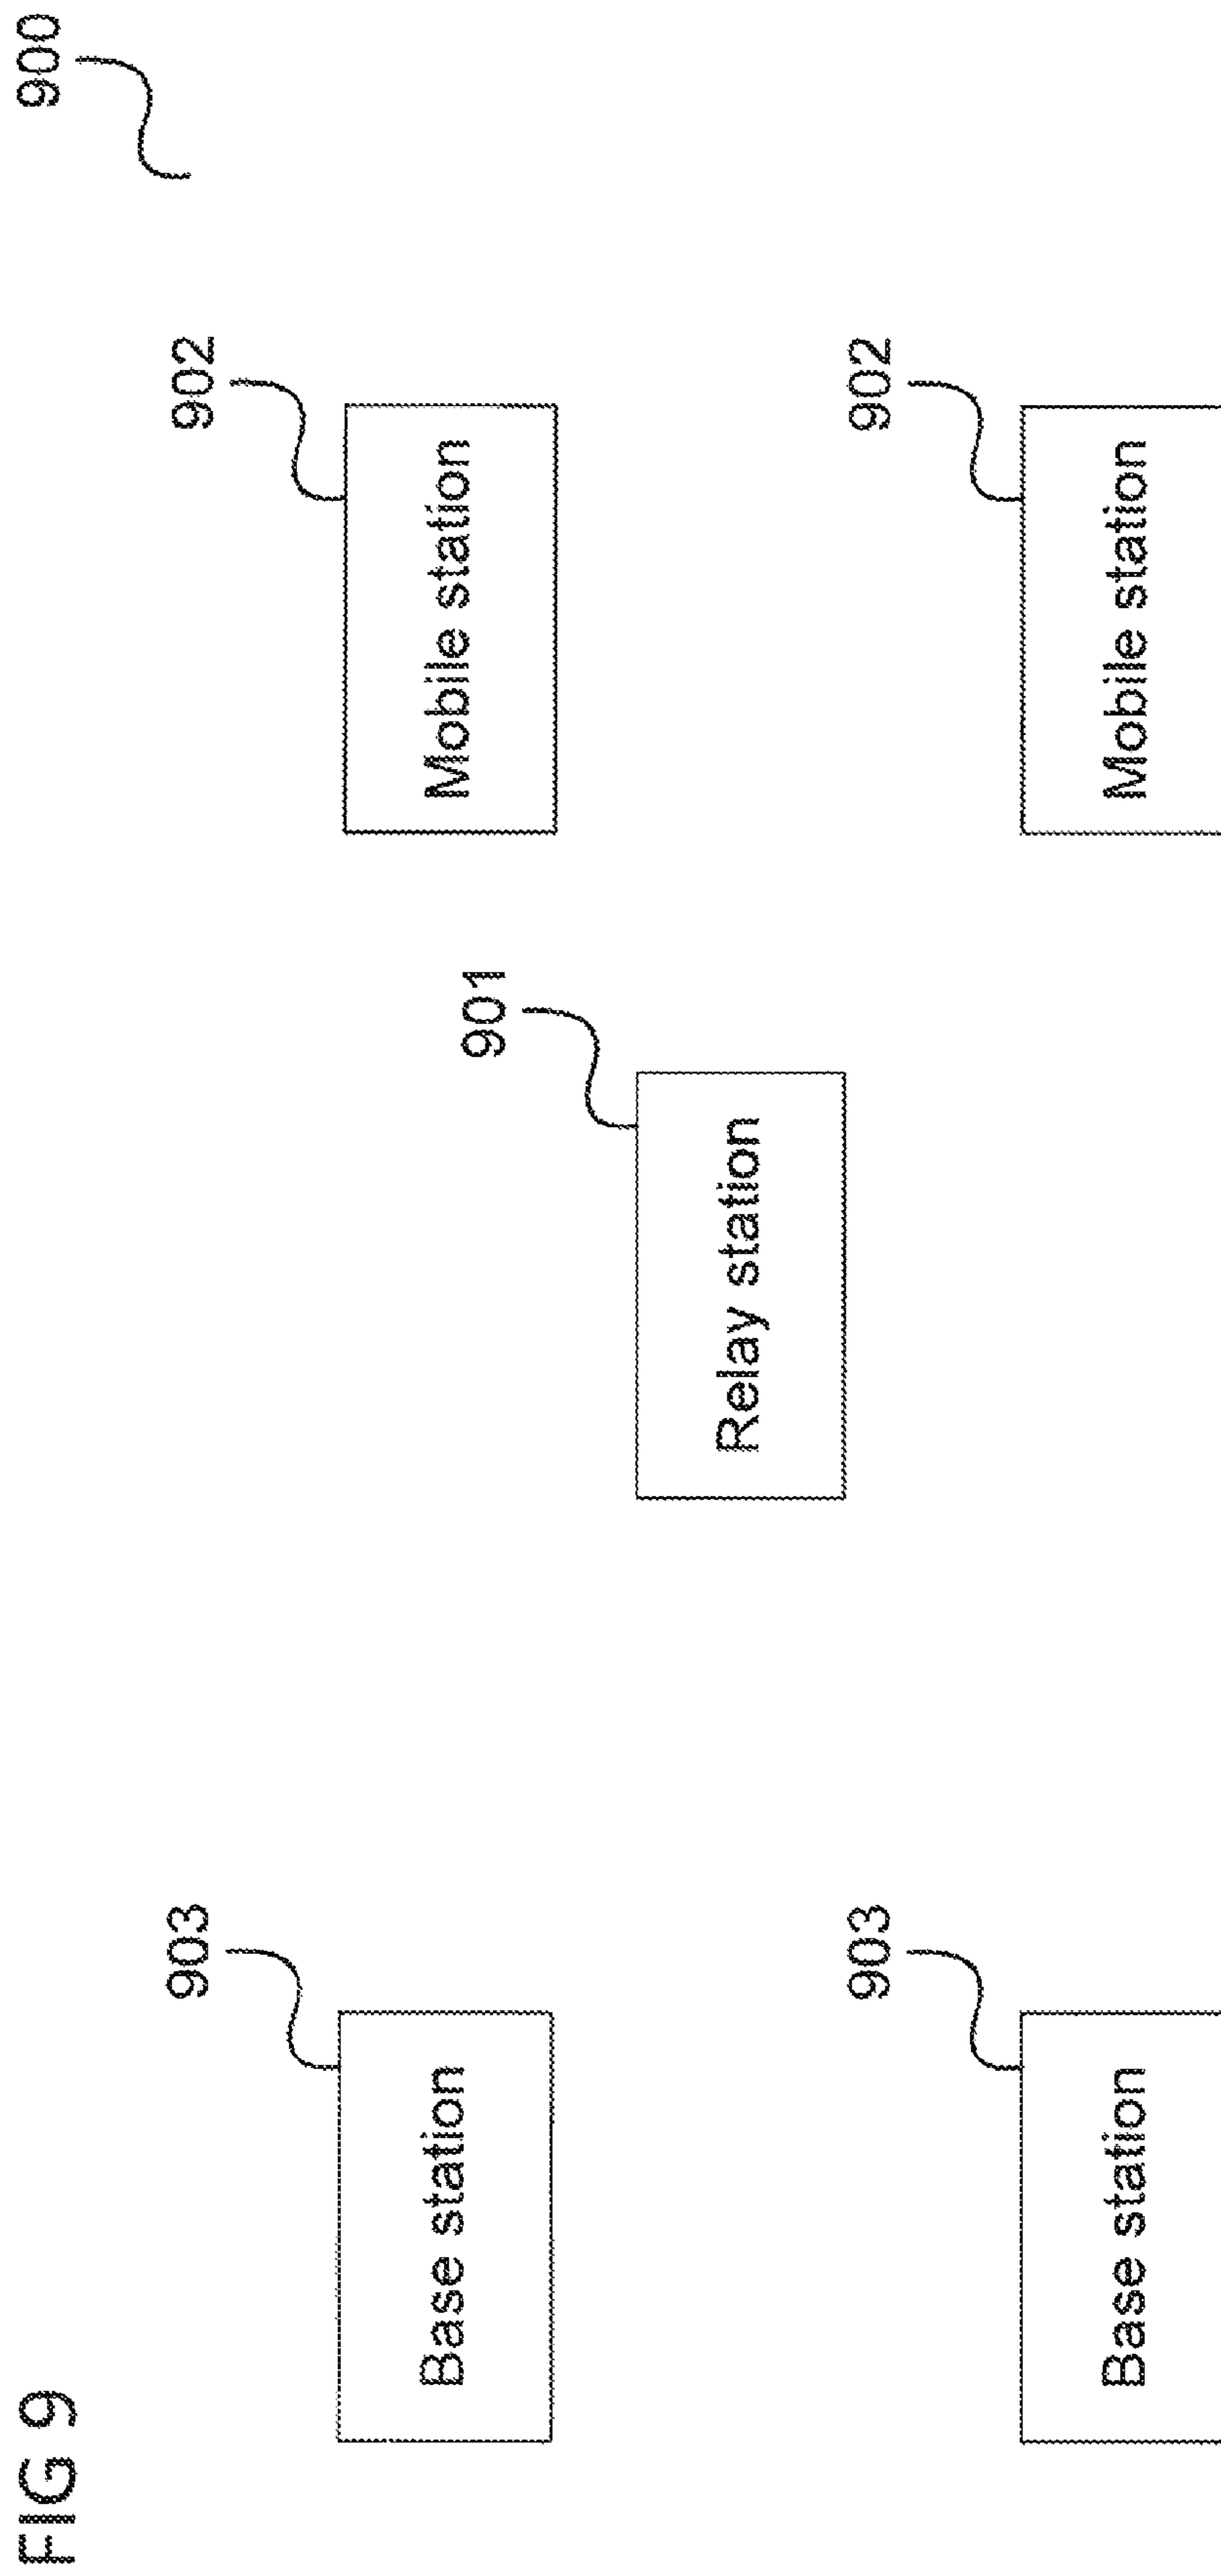 FIG 9
900
903
902
Base station
Mobile station
901
Relay station
903
902
Base station
Mobile station